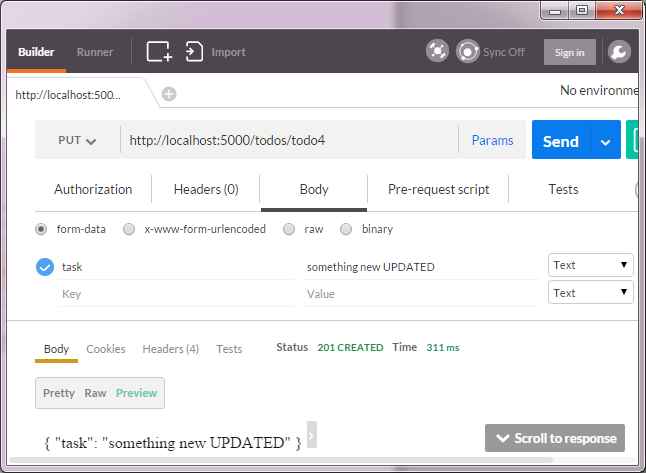 Builder Runner Import Sync Off Sign in
http://localhost:500... No environme
PUT http://localhost:5000/todos/todo4 Params Send
Authorization Headers (0) Body Pre-request script Tests
form-data x-www-form-urlencoded raw binary
task something new UPDATED Text
Key Value Text
Body Cookies Headers (4) Tests Status 201 CREATED Time 311 ms
Pretty Raw Preview
{ "task": "something new UPDATED" }
Scroll to response